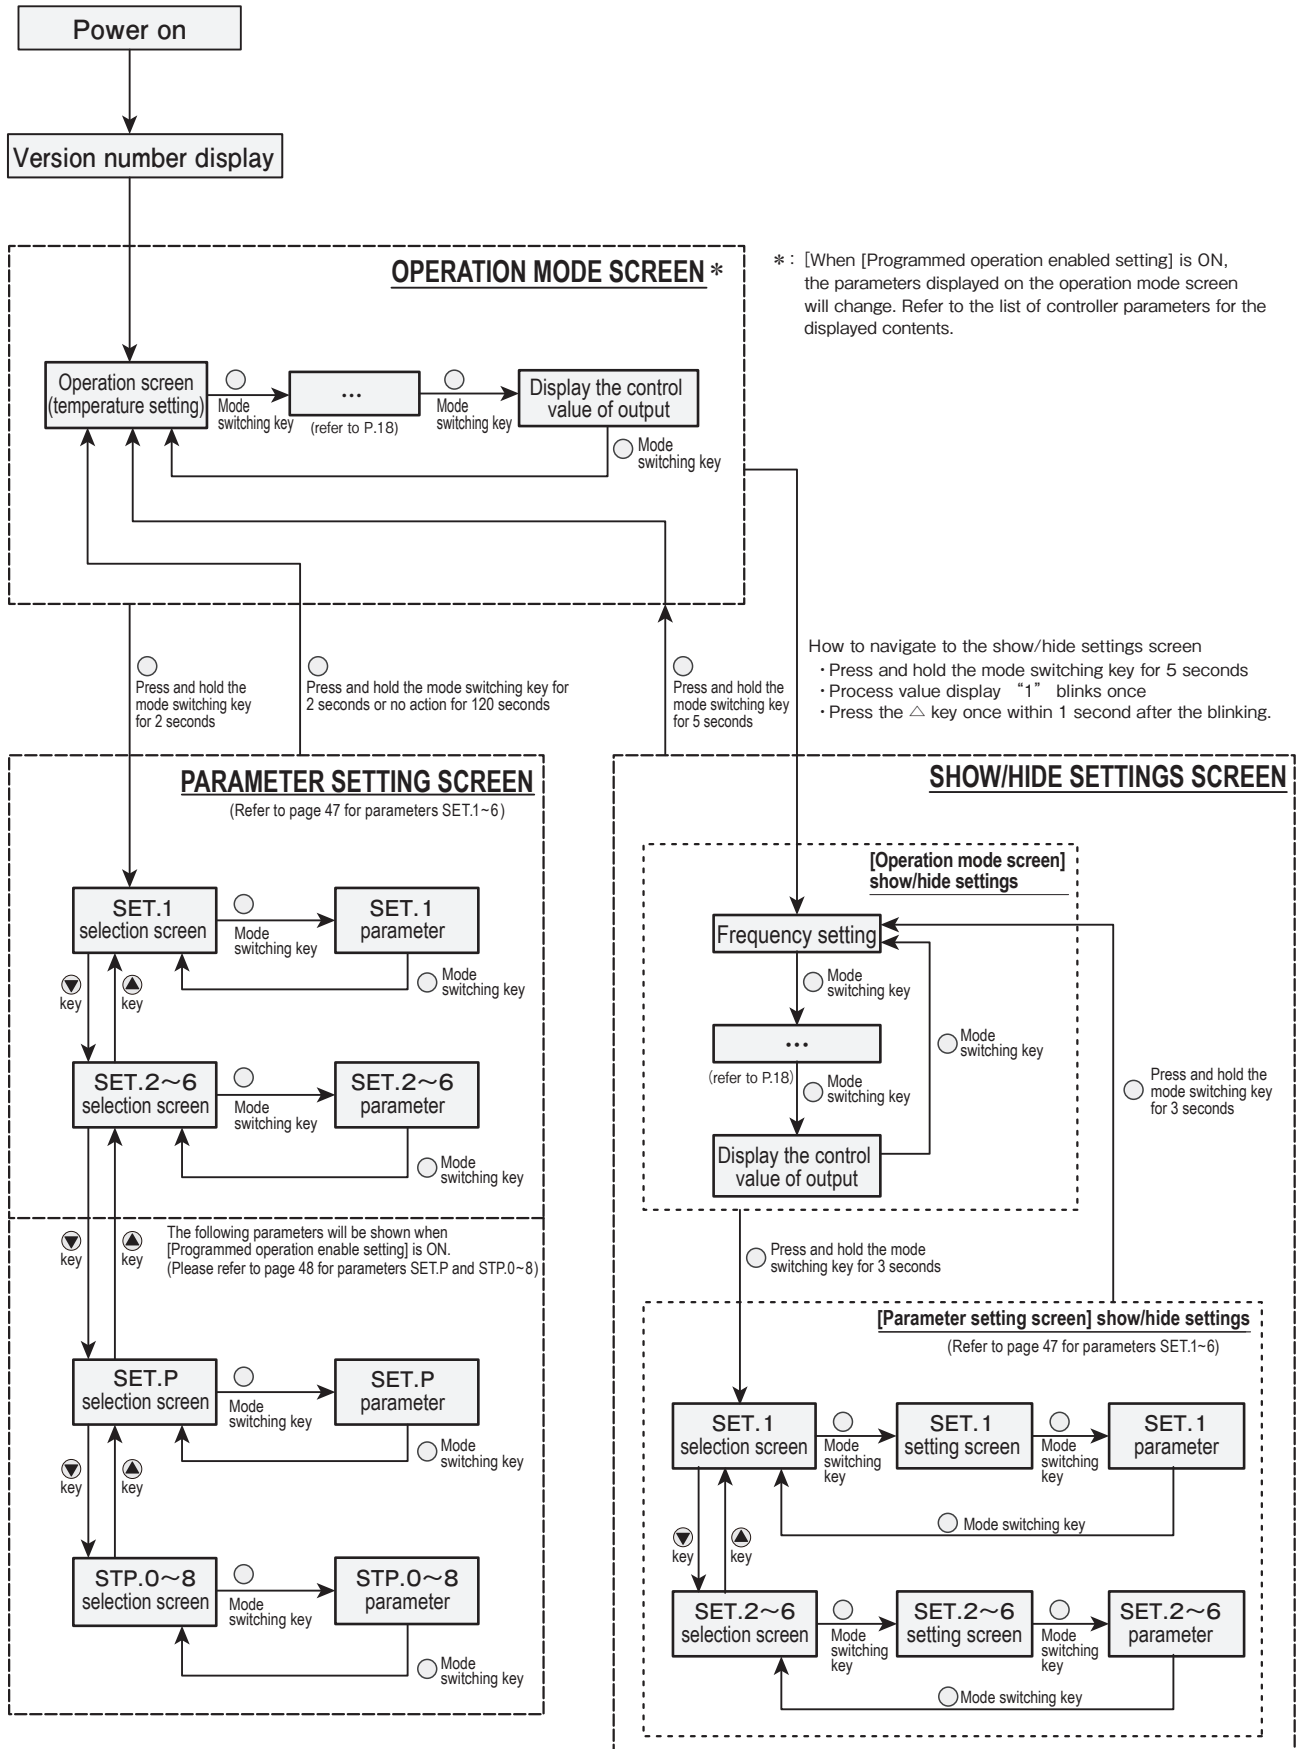 Power on
Version number display
OPERATION MODE SCREEN *
* : [When [Programmed operation enabled setting] is ON,
the parameters displayed on the operation mode screen
will change. Refer to the list of controller parameters for the
displayed contents.
Operation screen
(temperature setting)
Mode
switching key
...
(refer to P.18)
Mode
switching key
Display the control
value of output
Mode
switching key
Press and hold the
mode switching key
for 2 seconds
Press and hold the mode switching key for
2 seconds or no action for 120 seconds
Press and hold the
mode switching key
for 5 seconds
How to navigate to the show/hide settings screen
・Press and hold the mode switching key for 5 seconds
・Process value display “1” blinks once
・Press the △ key once within 1 second after the blinking.
PARAMETER SETTING SCREEN
(Refer to page 47 for parameters SET.1~6)
SET.1
selection screen
Mode
switching key
SET.1
parameter
Mode
switching key
▼
key
▲
key
SET.2~6
selection screen
Mode
switching key
SET.2~6
parameter
Mode
switching key
▼
key
▲
key
The following parameters will be shown when
[Programmed operation enable setting] is ON.
(Please refer to page 48 for parameters SET.P and STP.0~8)
SET.P
selection screen
Mode
switching key
SET.P
parameter
Mode
switching key
▼
key
▲
key
STP.0~8
selection screen
Mode
switching key
STP.0~8
parameter
Mode
switching key
SHOW/HIDE SETTINGS SCREEN
[Operation mode screen]
show/hide settings
Frequency setting
Mode
switching key
...
(refer to P.18)
Mode
switching key
Mode
switching key
Display the control
value of output
Press and hold the
mode switching key
for 3 seconds
Press and hold the mode
switching key for 3 seconds
[Parameter setting screen] show/hide settings
(Refer to page 47 for parameters SET.1~6)
SET.1
selection screen
Mode
switching
key
SET.1
setting screen
Mode
switching
key
SET.1
parameter
Mode switching key
▼
key
▲
key
SET.2~6
selection screen
Mode
switching
key
SET.2~6
setting screen
Mode
switching
key
SET.2~6
parameter
Mode switching key